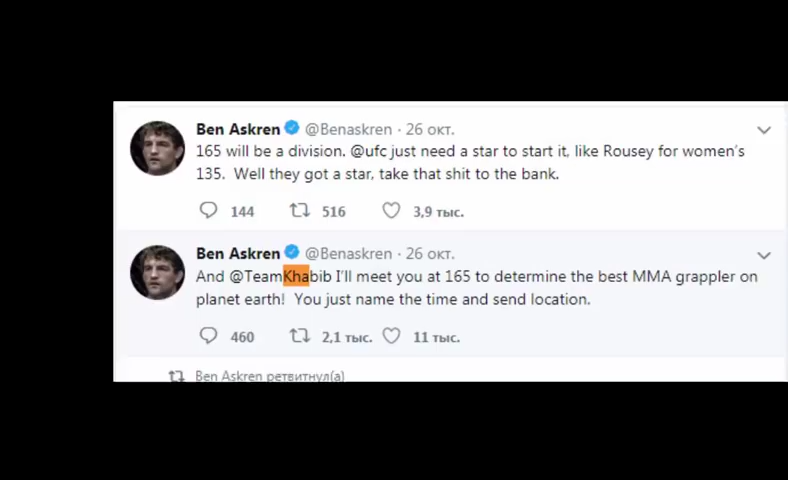 Ben Askren @Benaskren · 26 окт.
165 will be a division. @ufc just need a star to start it, like Rousey for women's
135.  Well they got a star, take that shit to the bank.
144 516 3,9 тыс.
Ben Askren @Benaskren · 26 окт.
And @TeamKhabib I'll meet you at 165 to determine the best MMA grappler on
planet earth!  You just name the time and send location.
460 2,1 тыс. 11 тыс.
Ben Askren ретвитнул(а)